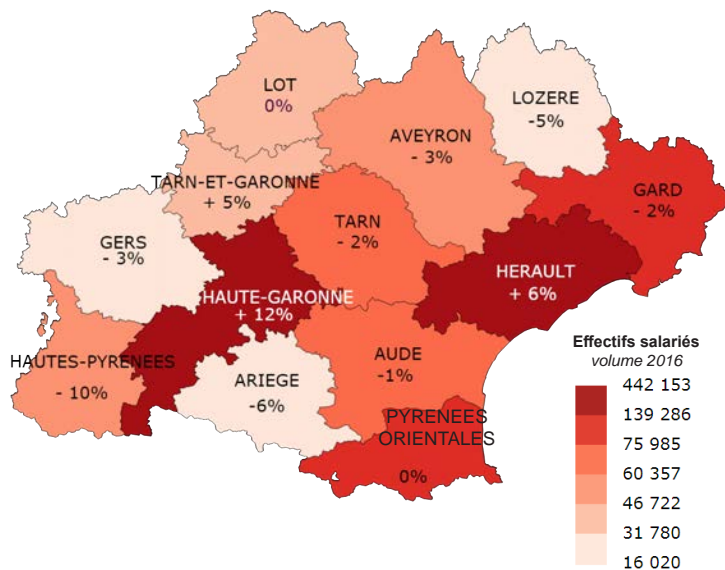 LOT
0%
LOZERE
-5%
AVEYRON
- 3%
TARN-ET-GARONNE
+ 5%
GARD
- 2%
TARN
- 2%
GERS
- 3%
HERAULT
+ 6%
HAUTE-GARONNE
+ 12%
HAUTES-PYRENEES
- 10%
AUDE
-1%
ARIEGE
-6%
PYRENEES
ORIENTALES
0%
Effectifs salariés
volume 2016
442 153
139 286
75 985
60 357
46 722
31 780
16 020